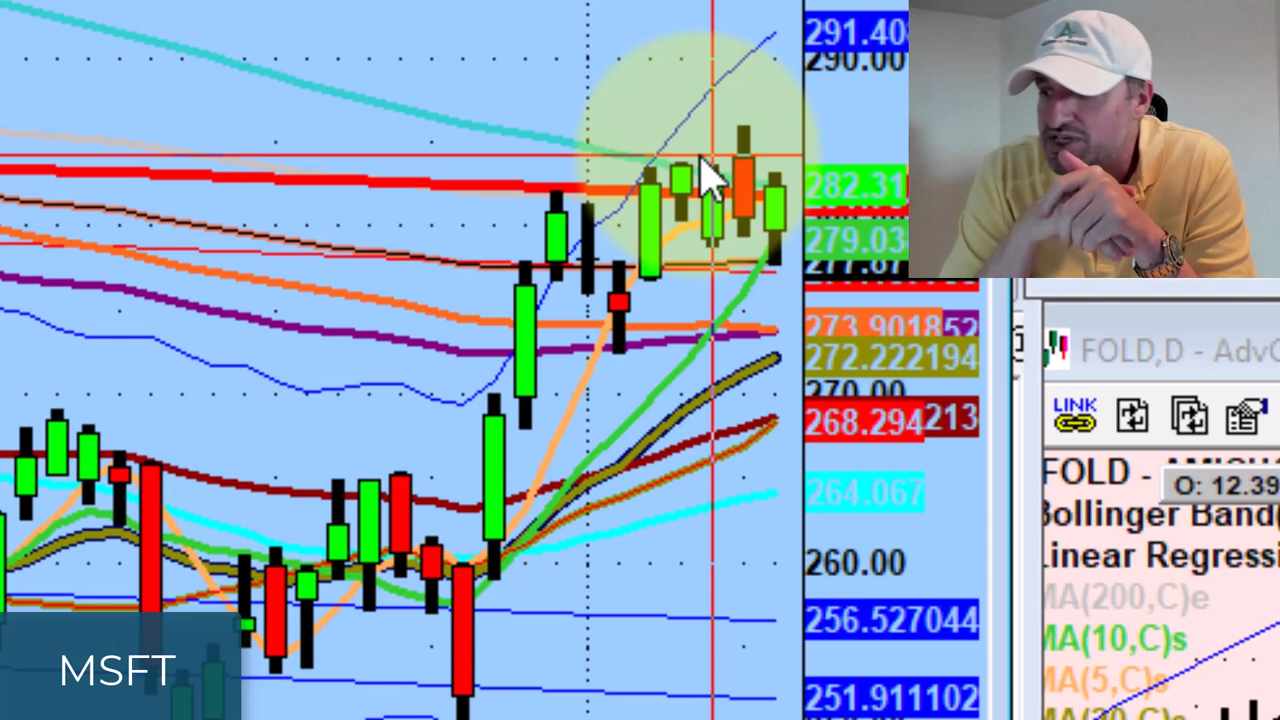 291.40
290.00
282.31
279.03
273.901852
272.222194
270.00
268.294213
264.067
260.00
256.527044
251.911102
FOLD,D - Adv
LINK
FOLD -
O: 12.39
Bollinger Band(
Linear Regressi
MA(200,C)e
MA(10,C)s
MA(5,C)s
MSFT